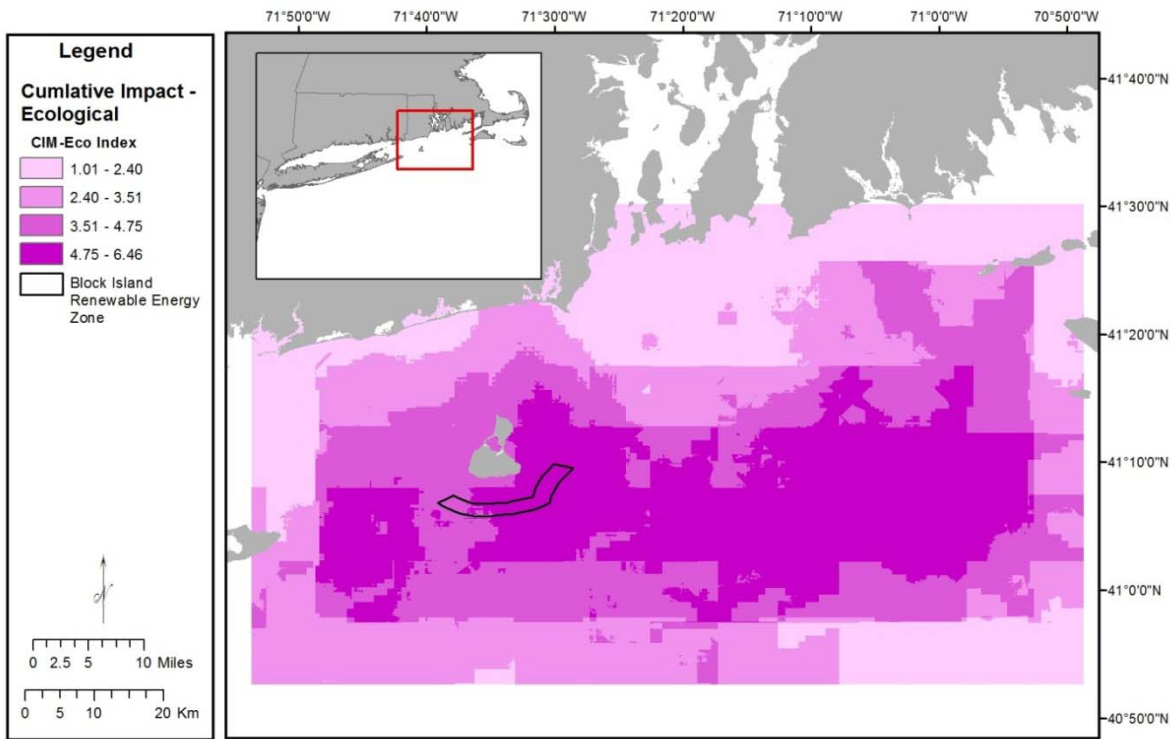 71°50'0"W 71°40'0"W 71°30'0"W 71°20'0"W 71°10'0"W 71°0'0"W 70°50'0"W
Legend
Cumlative Impact -
Ecological
CIM-Eco Index
1.01 - 2.40
2.40 - 3.51
3.51 - 4.75
4.75 - 6.46
Block Island
Renewable Energy
Zone
N
0 2.5 5 10 Miles
0 5 10 20 Km
41°40'0"N
41°30'0"N
41°20'0"N
41°10'0"N
41°0'0"N
40°50'0"N